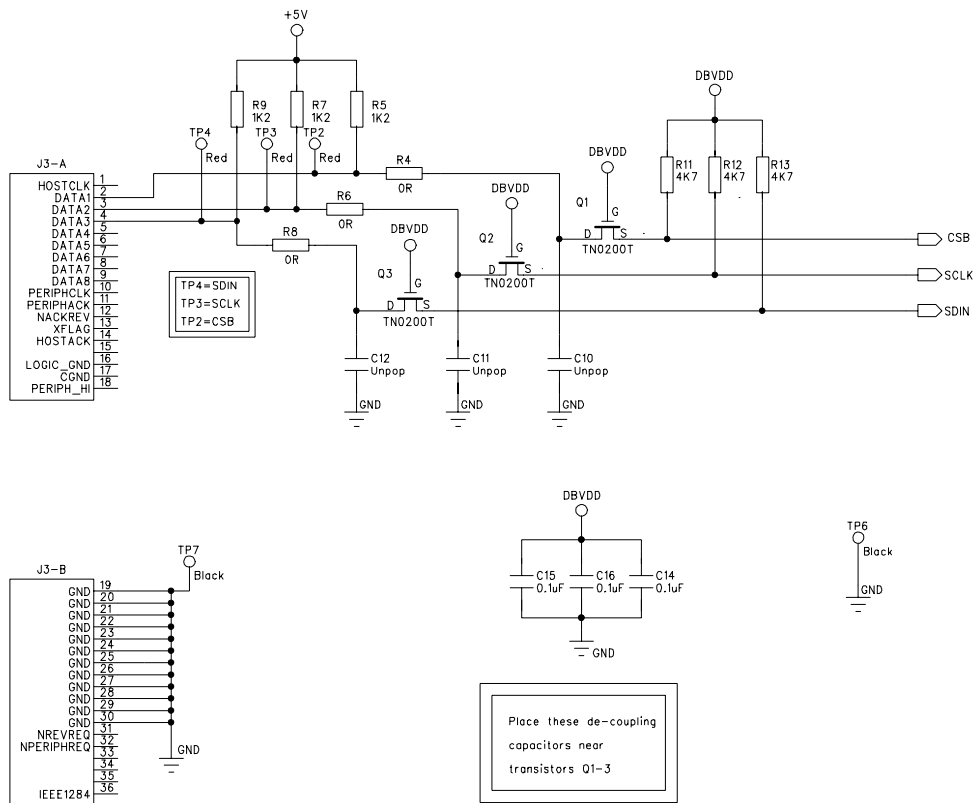 +5V
R9
1K2
R7
1K2
R5
1K2
TP4
Red
TP3
Red
TP2
Red
DBVDD
R11
4K7
R12
4K7
R13
4K7
J3-A
HOSTCLK 1
DATA1 2
DATA2 3
DATA3 4
DATA4 5
DATA5 6
DATA6 7
DATA7 8
DATA8 9
PERIPHCLK 10
PERIPHACK 11
NACKREV 12
XFLAG 13
HOSTACK 14
15
LOGIC_GND 16
CGND 17
PERIPH_HI 18
R4
0R
R6
0R
R8
0R
DBVDD
Q1
G
D S
TN0200T
DBVDD
Q2
G
D S
TN0200T
DBVDD
Q3
G
D S
TN0200T
CSB
SCLK
SDIN
TP4=SDIN
TP3=SCLK
TP2=CSB
C12
Unpop
GND
C11
Unpop
GND
C10
Unpop
GND
TP7
Black
J3-B
GND 19
GND 20
GND 21
GND 22
GND 23
GND 24
GND 25
GND 26
GND 27
GND 28
GND 29
GND 30
NREVREQ 31
NPERIPHREQ 32
33
34
35
IEEE1284 36
GND
DBVDD
C15
0.1uF
C16
0.1uF
C14
0.1uF
GND
TP6
Black
GND
Place these de-coupling
capacitors near
transistors Q1-3